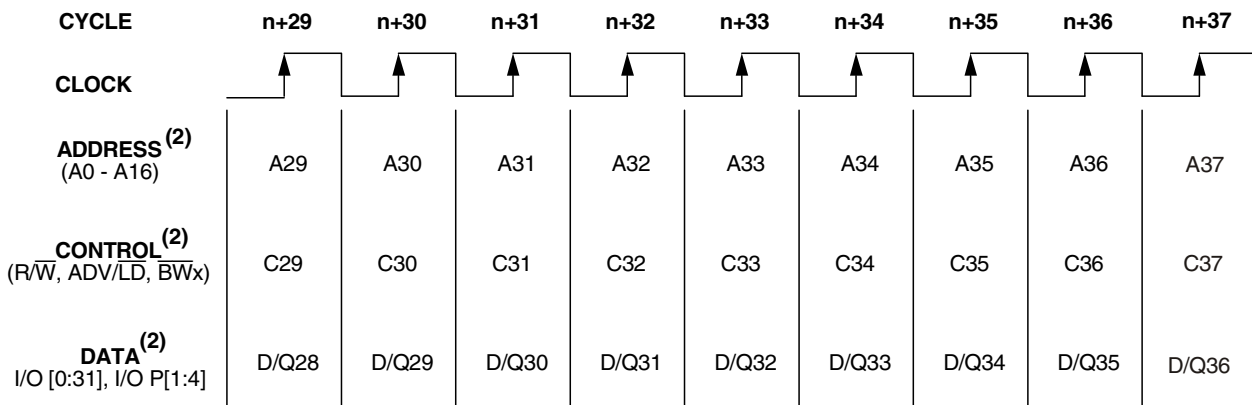 CYCLE n+29 n+30 n+31 n+32 n+33 n+34 n+35 n+36 n+37
CLOCK
ADDRESS(2)
(A0 - A16) A29 A30 A31 A32 A33 A34 A35 A36 A37
CONTROL(2)
(R/W̅, ADV/L̅D̅, B̅W̅x) C29 C30 C31 C32 C33 C34 C35 C36 C37
DATA(2)
I/O [0:31], I/O P[1:4] D/Q28 D/Q29 D/Q30 D/Q31 D/Q32 D/Q33 D/Q34 D/Q35 D/Q36